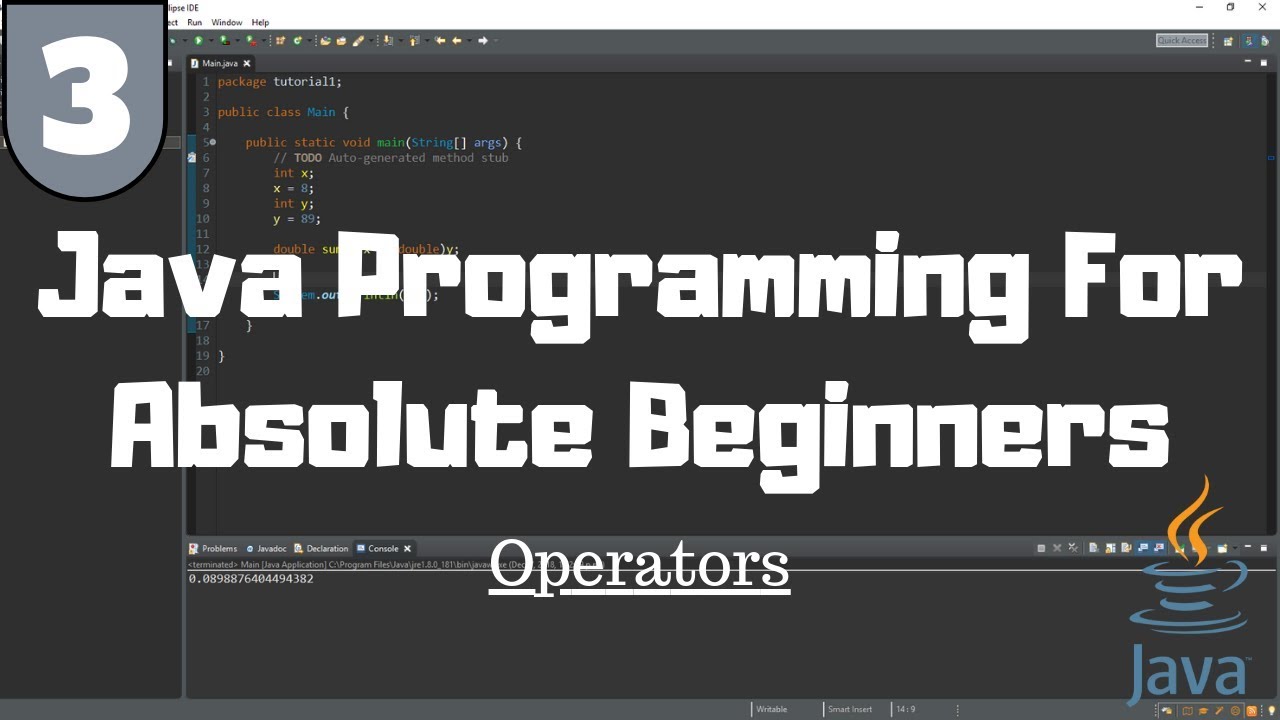 3
lipse IDE
ect Run Window Help
Quick Access
Main.java
1 package tutorial1;
2
3 public class Main {
4
5 public static void main(String[] args) {
6 // TODO Auto-generated method stub
7 int x;
8 x = 8;
9 int y;
10 y = 89;
11
12 double
13
17 }
18
19 }
20
Java Programming For
Absolute Beginners
Operators
Problems Javadoc Declaration Console
<terminated> Main [Java Application] C:\Program Files\Java\jre1.8.0_181\bin\javaw
0.0898876404494382
Java™
Writable Smart Insert 14 : 9